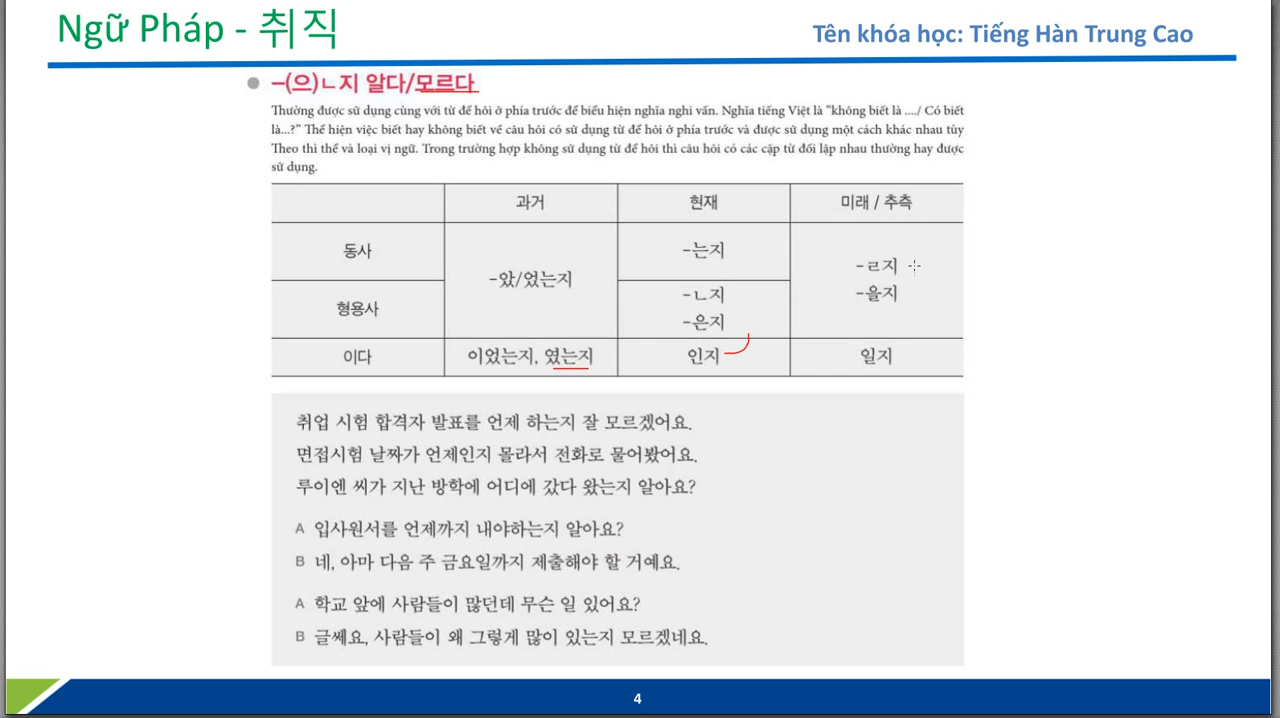 Ngữ Pháp - 취직
Tên khóa học: Tiếng Hàn Trung Cao
-(으)ㄴ지 알다/모르다
Thường được sử dụng cùng với từ để hỏi ở phía trước để biểu hiện nghĩa nghi vấn. Nghĩa tiếng Việt là "không biết là ..../ Có biết
là...?" Thể hiện việc biết hay không biết về câu hỏi có sử dụng từ để hỏi ở phía trước và được sử dụng một cách khác nhau tùy
Theo thì thể và loại vị ngữ. Trong trường hợp không sử dụng từ để hỏi thì câu hỏi có các cặp từ đối lập nhau thường hay được
sử dụng.
과거 현재 미래 / 추측
동사 -았/었는지 -는지 -ㄹ지
-을지
형용사 -ㄴ지
-은지
이다 이었는지, 였는지 인지 일지
취업 시험 합격자 발표를 언제 하는지 잘 모르겠어요.
면접시험 날짜가 언제인지 몰라서 전화로 물어봤어요.
루이엔 씨가 지난 방학에 어디에 갔다 왔는지 알아요?
A 입사원서를 언제까지 내야하는지 알아요?
B 네, 아마 다음 주 금요일까지 제출해야 할 거예요.
A 학교 앞에 사람들이 많던데 무슨 일 있어요?
B 글쎄요, 사람들이 왜 그렇게 많이 있는지 모르겠네요.
4